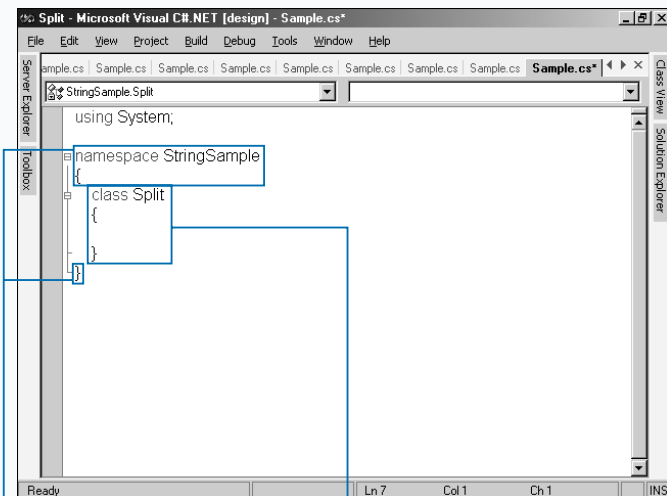 Split - Microsoft Visual C#.NET [design] - Sample.cs*
File Edit View Project Build Debug Tools Window Help
ample.cs Sample.cs Sample.cs Sample.cs Sample.cs Sample.cs Sample.cs Sample.cs Sample.cs*
StringSample.Split
Server Explorer
Toolbox
using System;
namespace StringSample
{
class Split
{
}
}
Class View
Solution Explorer
Ready Ln 7 Col 1 Ch 1 INS